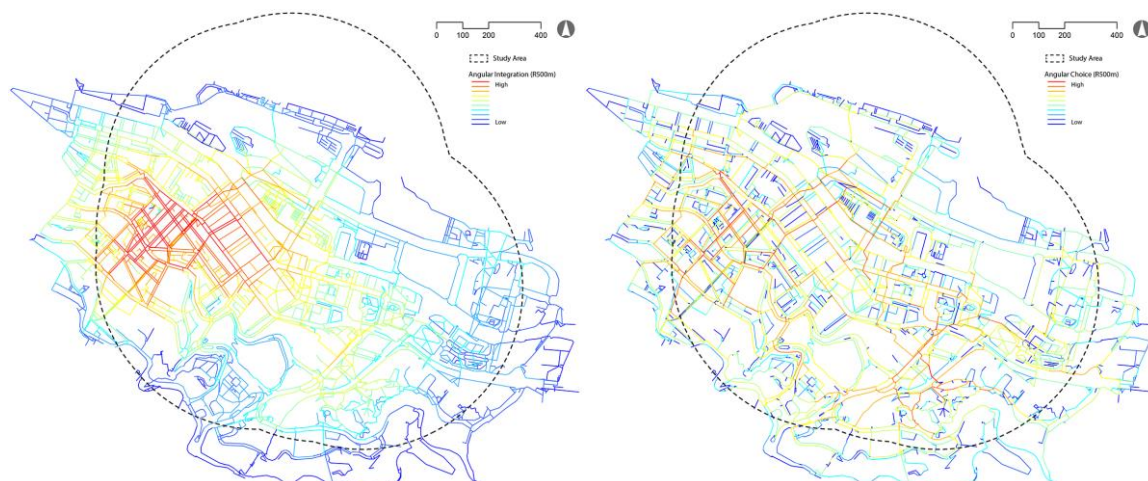 0 100 200 400
Study Area
Angular Integration (R500m)
High
Low
0 100 200 400
Study Area
Angular Choice (R500m)
High
Low